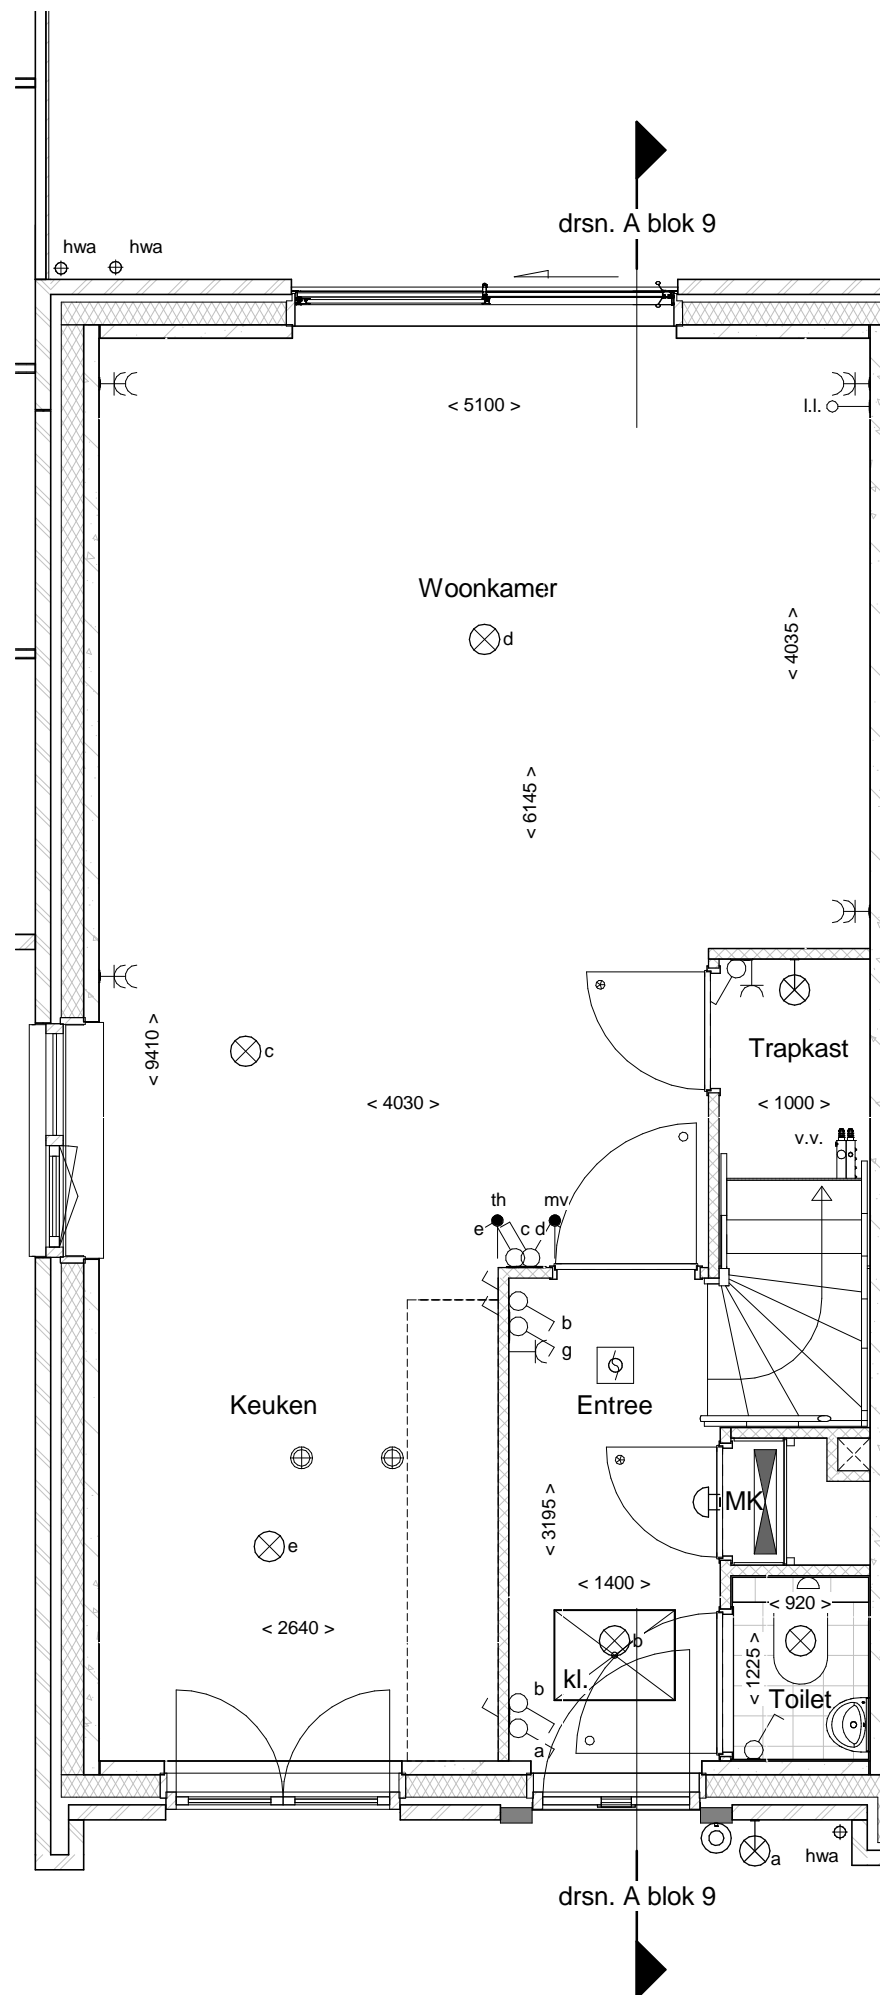 drsn. A blok 9
hwa
hwa
< 5100 >
l.l.
Woonkamer
d
< 4035 >
< 6145 >
< 9410 >
c
Trapkast
< 4030 >
< 1000 >
v.v.
th
mv
e
c
d
b
g
Keuken
Entree
MK
< 3195 >
e
< 1400 >
< 920 >
< 2640 >
b
kl.
< 1225 >
b
Toilet
a
a
hwa
drsn. A blok 9